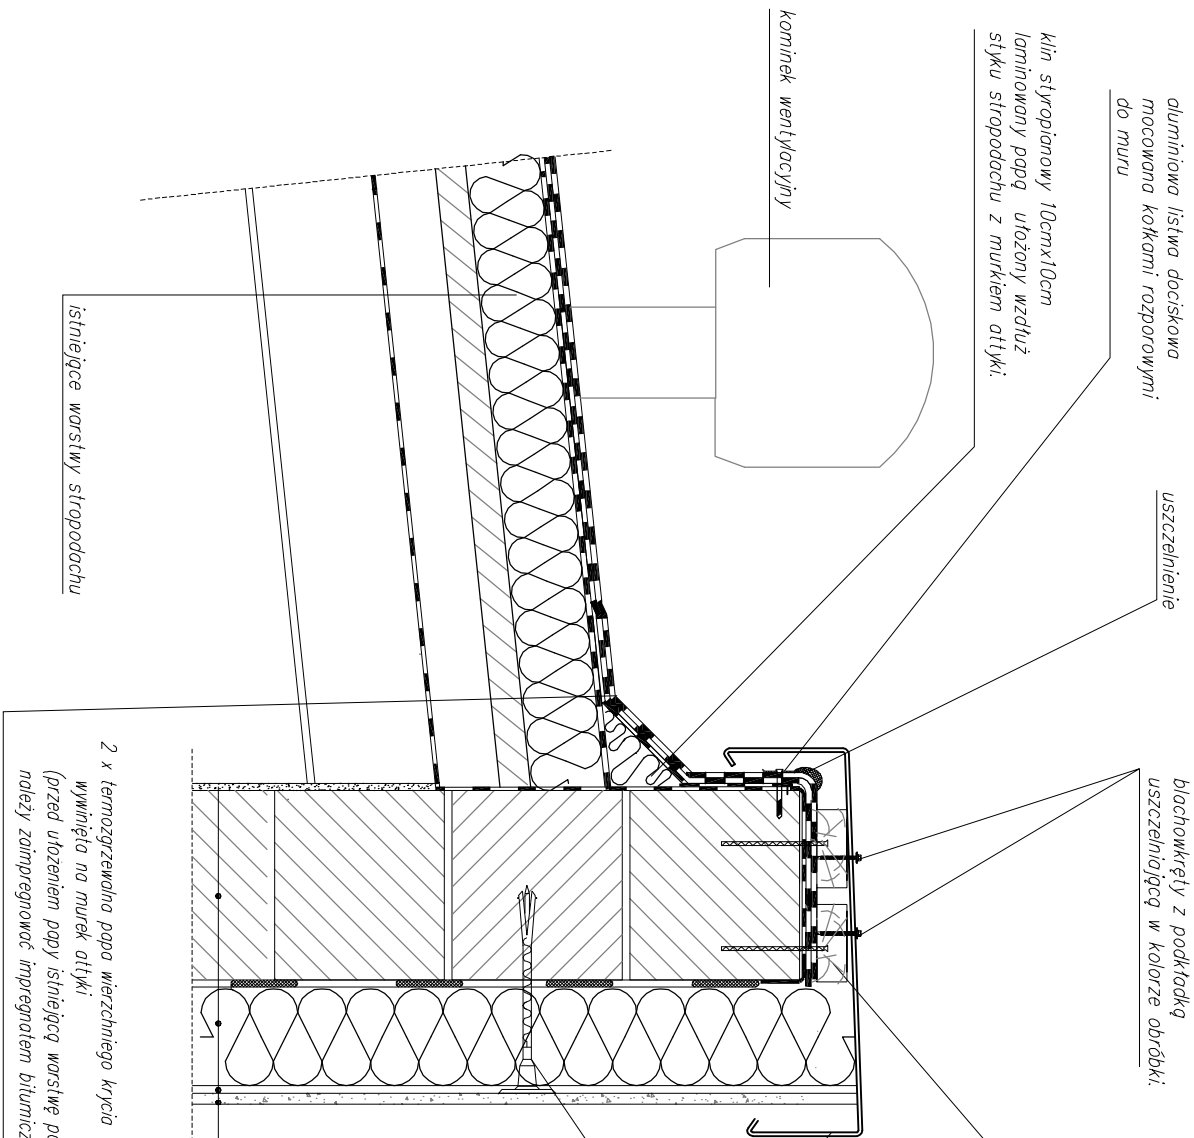 aluminiowa listwa dociskowa
mocowana kołkami rozporowymi
do muru
uszczelnienie
blachowkręty z podkładką
uszczelniającą w kolorze obróbki.
klin styropianowy 10cmx10cm
laminowany papą ułożony wzdłuż
styku stropodachu z murkiem attyki.
kominek wentylacyjny
istniejące warstwy stropodachu
2 x termozgrzewalna papa wierzchniego krycia
wywinięta na murek attyki
(przed ułożeniem papy istniejącą warstwę
należy zaimpregnować impregnatem